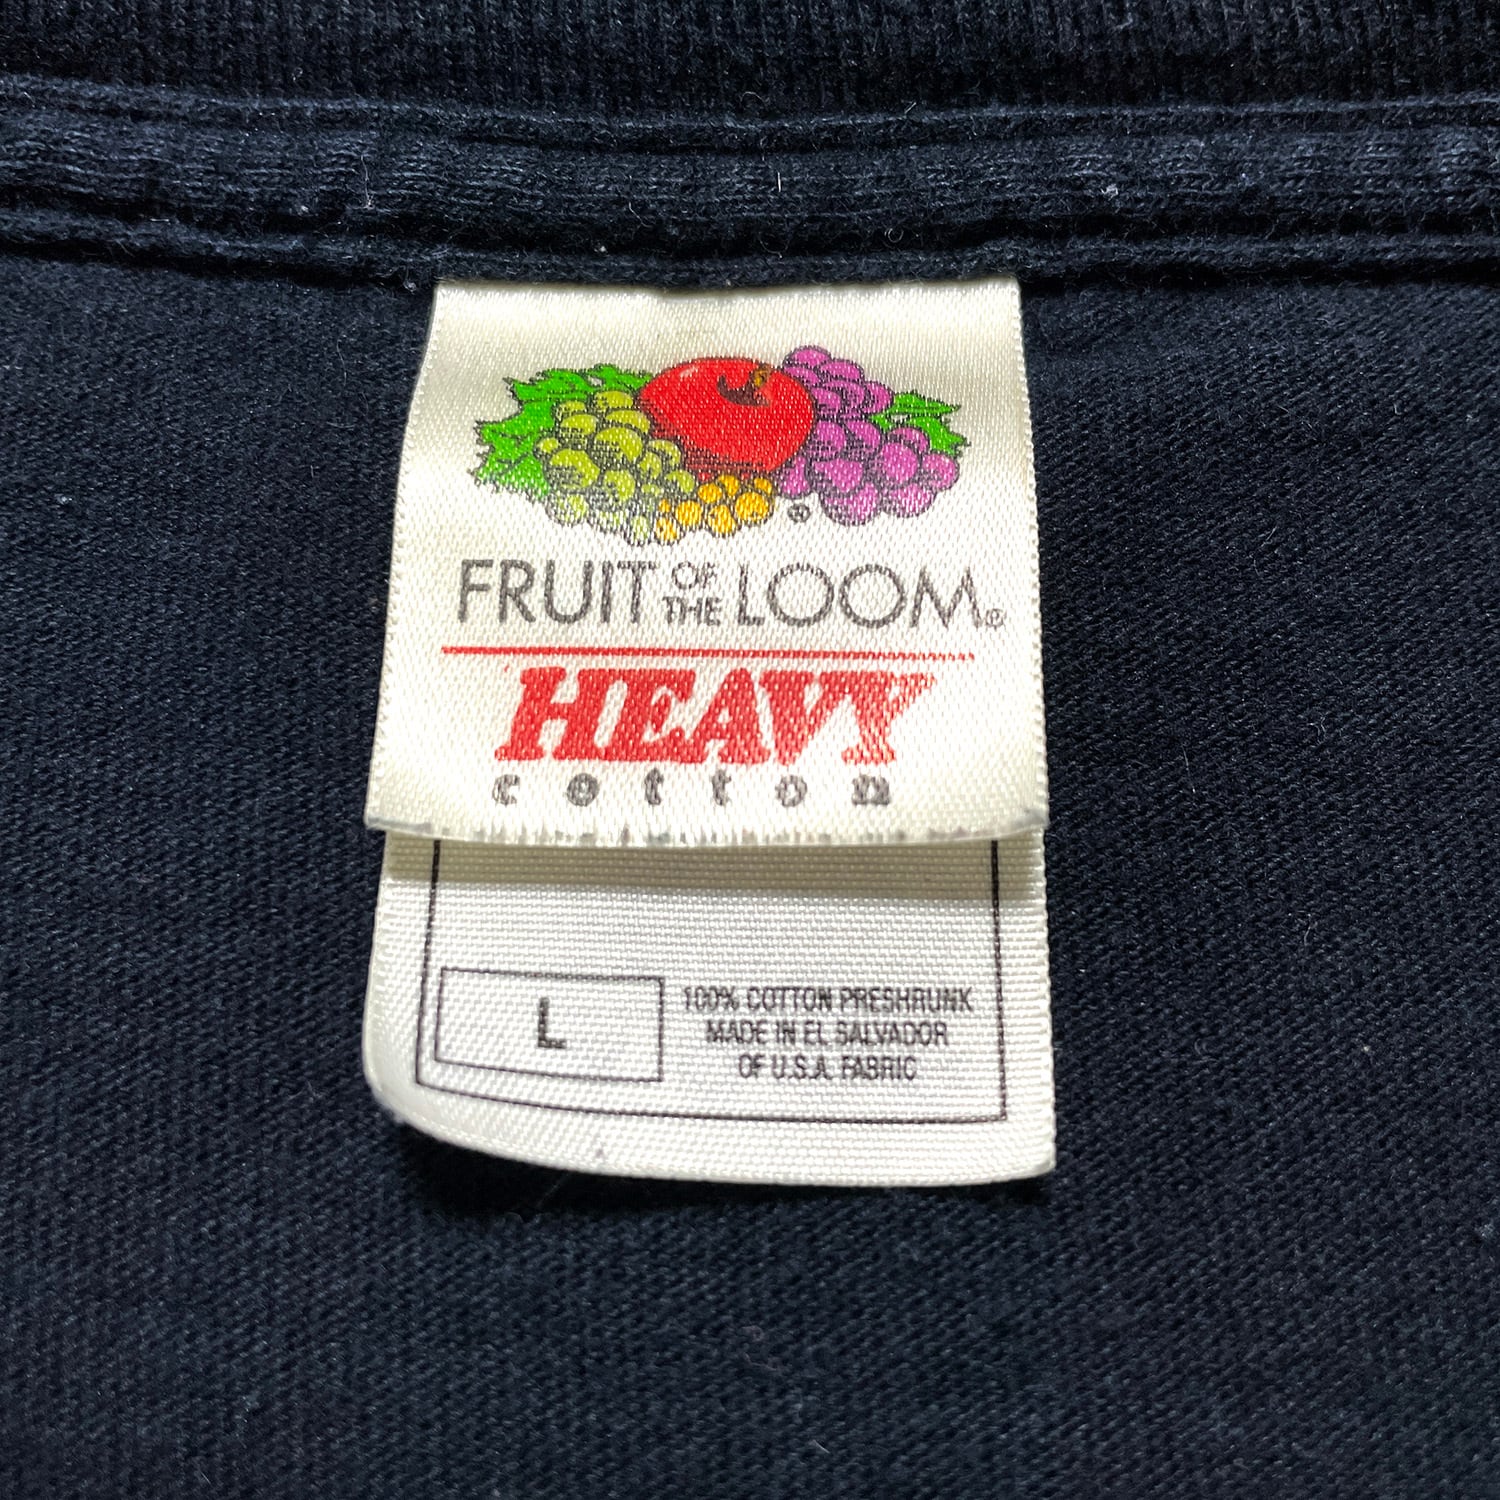 ®
FRUIT OF THE LOOM®
HEAVY
cotton
L
100% COTTON PRESHRUNK
MADE IN EL SALVADOR
OF U.S.A. FABRIC